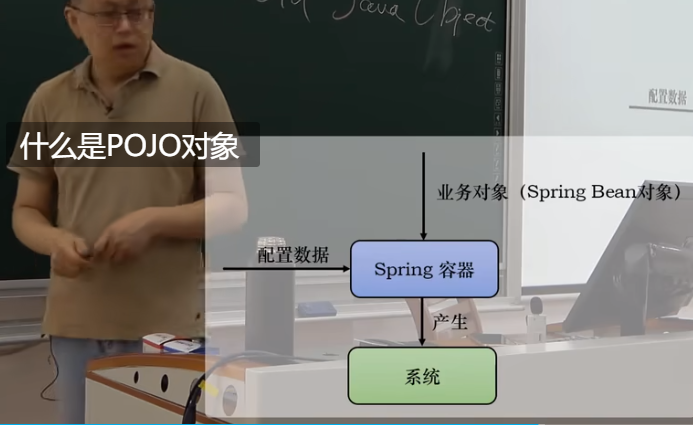 Java Object
配置数据
什么是POJO对象
业务对象（Spring Bean对象）
配置数据
Spring 容器
产生
系统